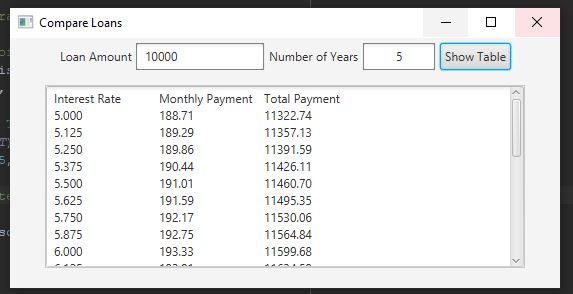 Compare Loans
Loan Amount 10000 Number of Years 5 Show Table
Interest Rate Monthly Payment Total Payment
5.000 188.71 11322.74
5.125 189.29 11357.13
5.250 189.86 11391.59
5.375 190.44 11426.11
5.500 191.01 11460.70
5.625 191.59 11495.35
5.750 192.17 11530.06
5.875 192.75 11564.84
6.000 193.33 11599.68